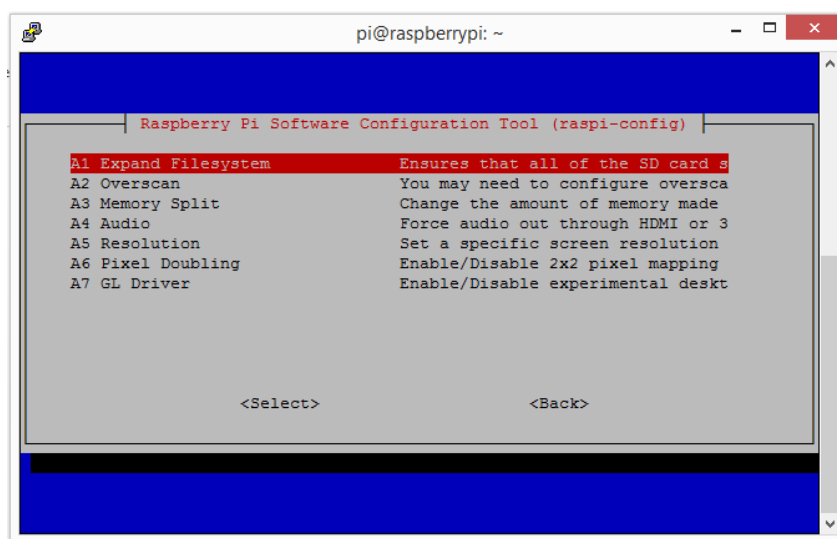 pi@raspberrypi: ~
Raspberry Pi Software Configuration Tool (raspi-config)
A1 Expand Filesystem Ensures that all of the SD card s
A2 Overscan You may need to configure oversca
A3 Memory Split Change the amount of memory made
A4 Audio Force audio out through HDMI or 3
A5 Resolution Set a specific screen resolution
A6 Pixel Doubling Enable/Disable 2x2 pixel mapping
A7 GL Driver Enable/Disable experimental deskt
<Select> <Back>